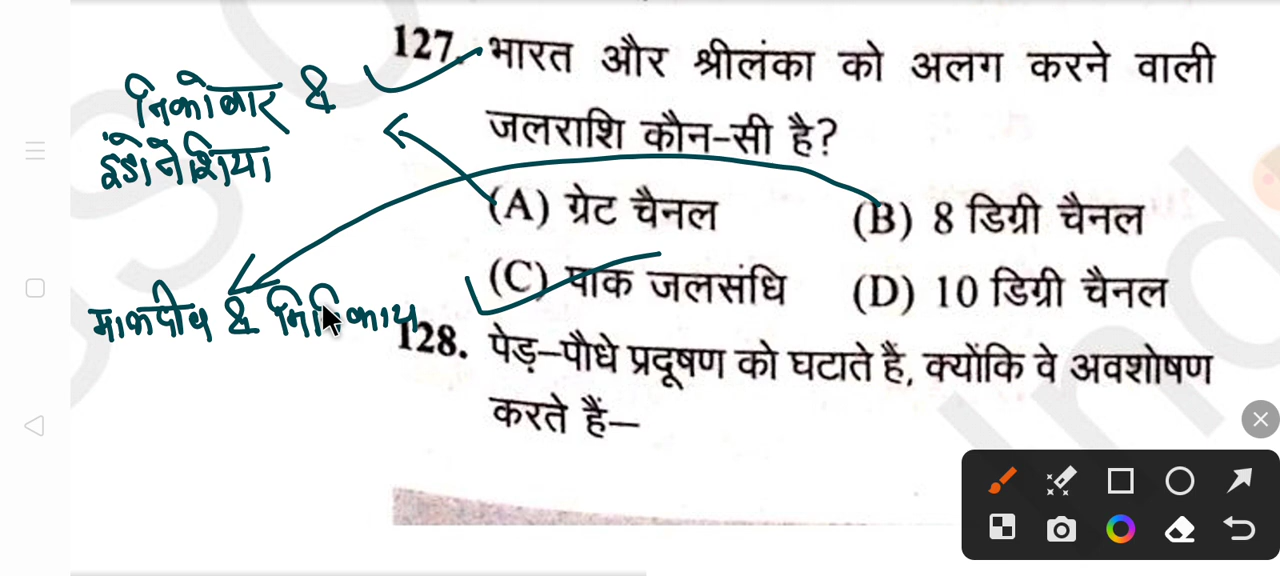 127. भारत और श्रीलंका को अलग करने वाली
जलराशि कौन-सी है?
(A) ग्रेट चैनल
(B) 8 डिग्री चैनल
(C) पाक जलसंधि
(D) 10 डिग्री चैनल
निकोबार &
इंडोनेशिया
128. पेड़-पौधे प्रदूषण को घटाते हैं, क्योंकि वे अवशोषण
करते हैं—
&